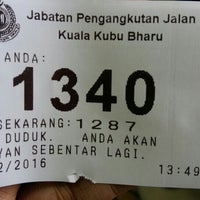 Jabatan Pengangkutan Jalan
Kuala Kubu Bharu
ANDA:
1340
SEKARANG: 1287
DUDUK. ANDA AKAN
YAN SEBENTAR LAGI.
2/2016 13:49